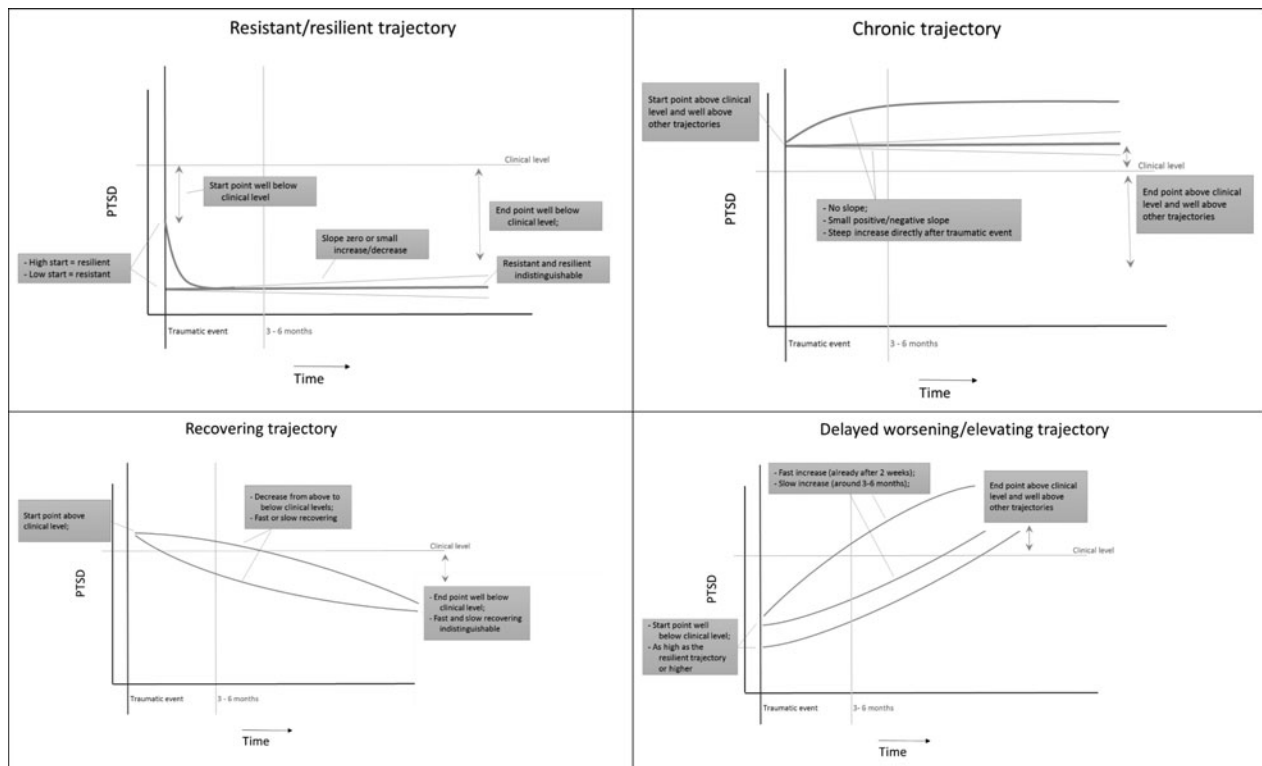 Resistant/resilient trajectory
Clinical level
Start point well below
clinical level
PTSD
End point well below
clinical level;
Slope zero or small
increase/decrease
- High start = resilient
- Low start = resistant
Resistant and resilient
indistinguishable
Traumatic event
3 - 6 months
Time
Chronic trajectory
Start point above clinical
level and well above
other trajectories
Clinical level
PTSD
- No slope;
- Small positive/negative slope
- Steep increase directly after traumatic event
End point above clinical
level and well above
other trajectories
Traumatic event
3 - 6 months
Time
Recovering trajectory
- Decrease from above to
below clinical levels;
- Fast or slow recovering
Start point above
clinical level;
Clinical level
PTSD
- End point well below
clinical level;
- Fast and slow recovering
indistinguishable
Traumatic event
3 - 6 months
Time
Delayed worsening/elevating trajectory
- Fast increase (already after 2 weeks);
- Slow increase (around 3-6 months);
End point above clinical
level and well above
other trajectories
Clinical level
PTSD
- Start point well
below clinical level;
- As high as the
resilient trajectory
or higher
Traumatic event
3 - 6 months
Time